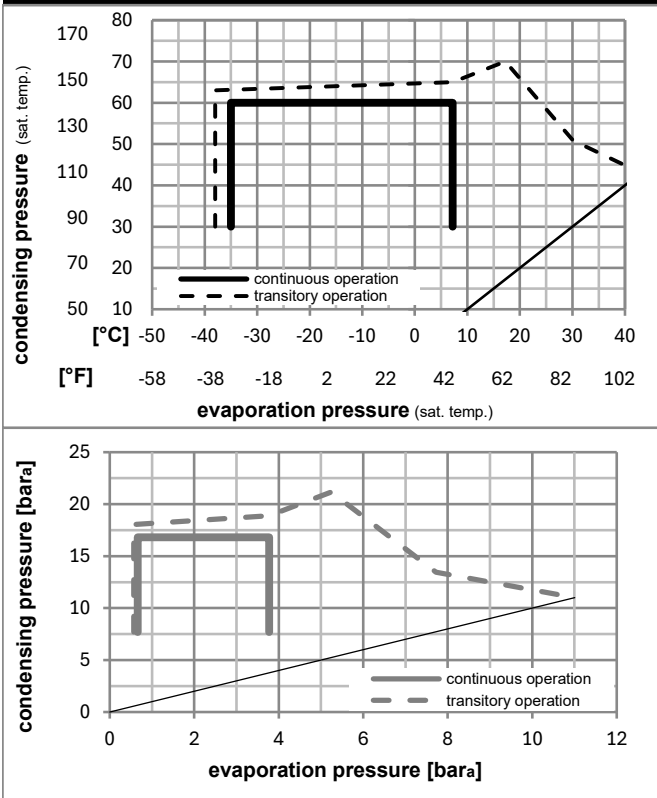 condensing pressure (sat. temp.)
170
150
130
110
90
70
50
80
70
60
50
40
30
20
10
continuous operation
transitory operation
[°C] -50 -40 -30 -20 -10 0 10 20 30 40
[°F] -58 -38 -18 2 22 42 62 82 102
evaporation pressure (sat. temp.)
condensing pressure [bara]
25
20
15
10
5
0
continuous operation
transitory operation
0 2 4 6 8 10 12
evaporation pressure [bara]